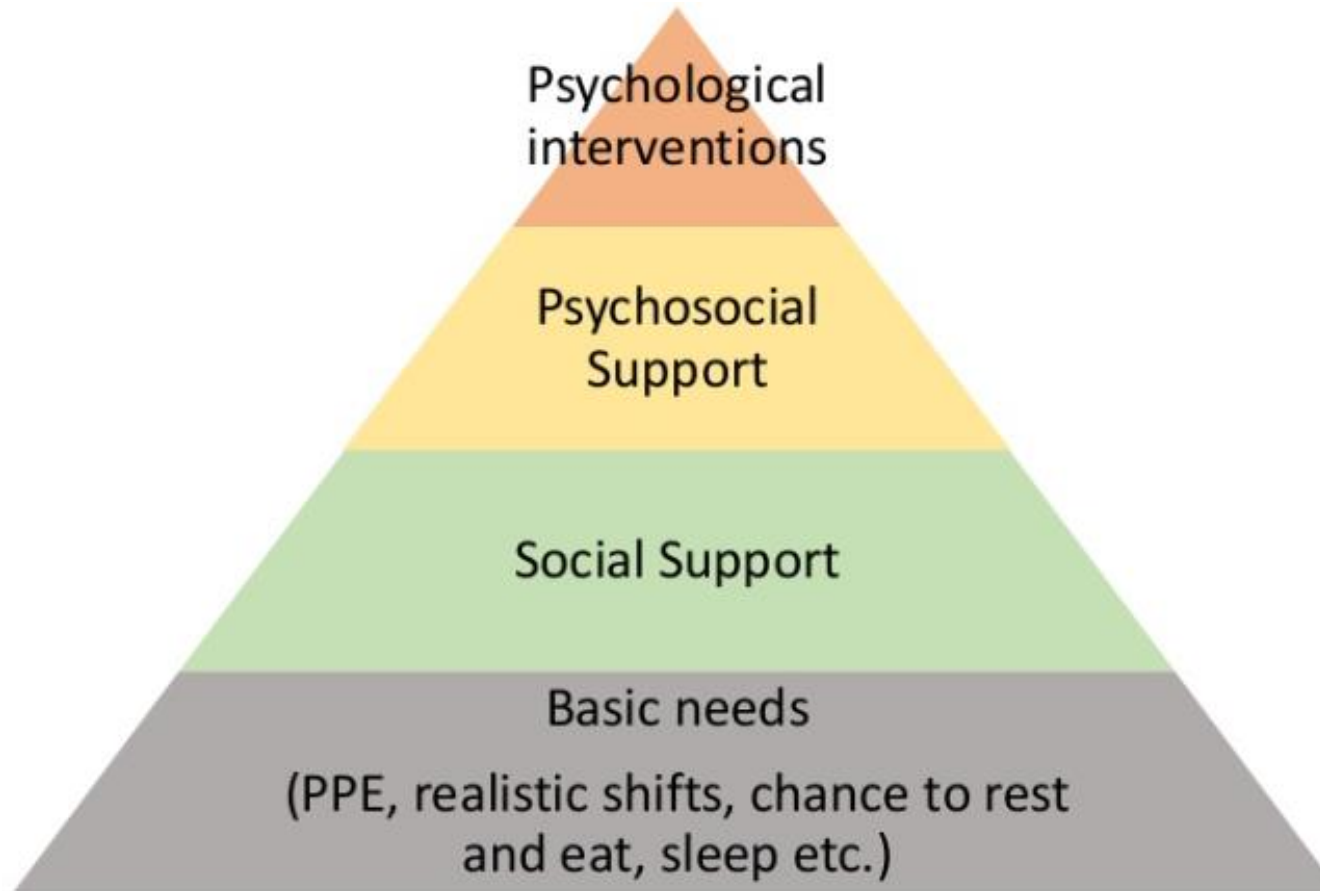 Psychological
interventions
Psychosocial
Support
Social Support
Basic needs
(PPE, realistic shifts, chance to rest
and eat, sleep etc.)